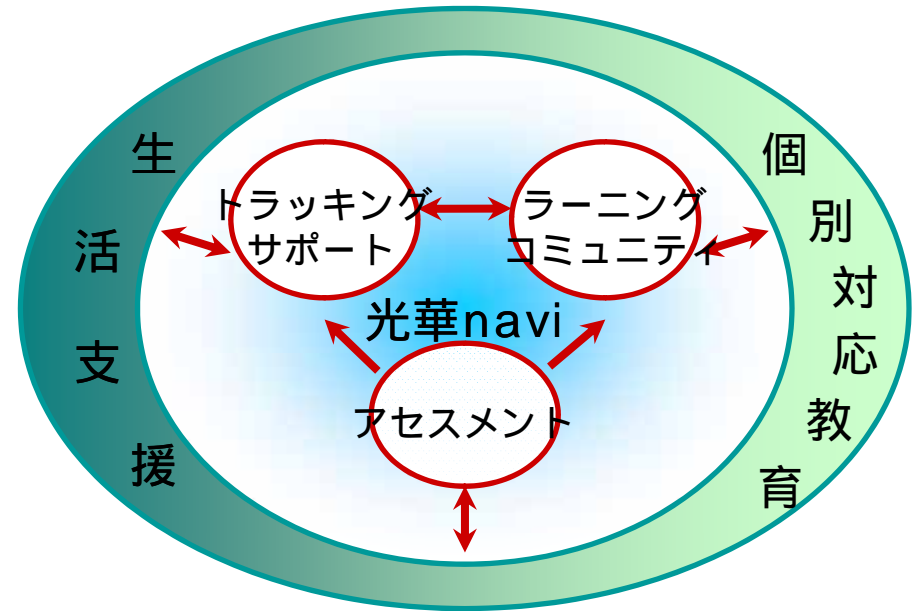 生活支援
個別対応教育
トラッキング
サポート
ラーニング
コミュニティ
光華navi
アセスメント